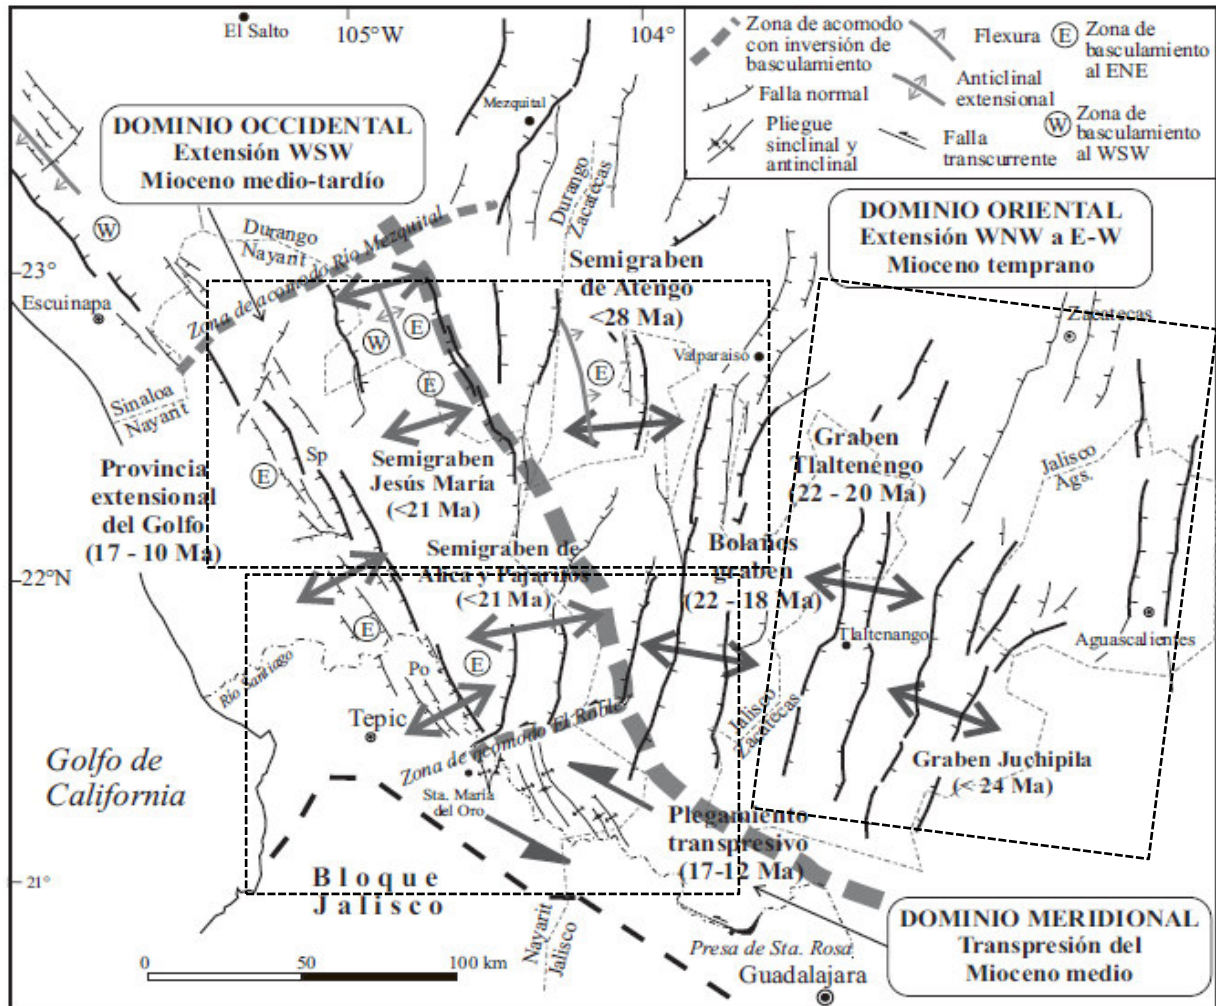 El Salto
105°W
104°
Zona de acomodo
con inversión de
basculamiento
Flexura
E
Zona de
basculamiento
al ENE
Falla normal
Anticlinal
extensional
Pliegue
sinclinal y
antinclinal
Falla
transcurrente
W
Zona de
basculamiento
al WSW
Mezquital
DOMINIO OCCIDENTAL
Extensión WSW
Mioceno medio-tardío
Durango
Zacatecas
DOMINIO ORIENTAL
Extensión WNW a E-W
Mioceno temprano
W
Durango
Nayarit
Zona de acomodo Río Mezquital
23°
Escuinapa
Semigraben
de Atengo
<28 Ma)
Zacatecas
W
E
E
E
Valparaiso
Sinaloa
Nayarit
Sp
E
Provincia
extensional
del Golfo
(17 - 10 Ma)
Semigraben
Jesús María
(<21 Ma)
Graben
Tlaltenengo
(22 - 20 Ma)
Jalisco
Ags.
Semigraben de
Alica y Pajaritos
(<21 Ma)
Bolaños
graben
(22 - 18 Ma)
22°N
E
E
Tlaltenango
Aguascalientes
Río Santiago
Po
Tepic
Zona de acomodo El Roble
Jalisco
Zacatecas
Golfo de
California
Sta. María
del Oro
Graben Juchipila
(< 24 Ma)
Plegamiento
transpresivo
(17-12 Ma)
21°
Bloque
Jalisco
Nayarit
Jalisco
Presa de Sta. Rosa
Guadalajara
DOMINIO MERIDIONAL
Transpresión del
Mioceno medio
0
50
100 km